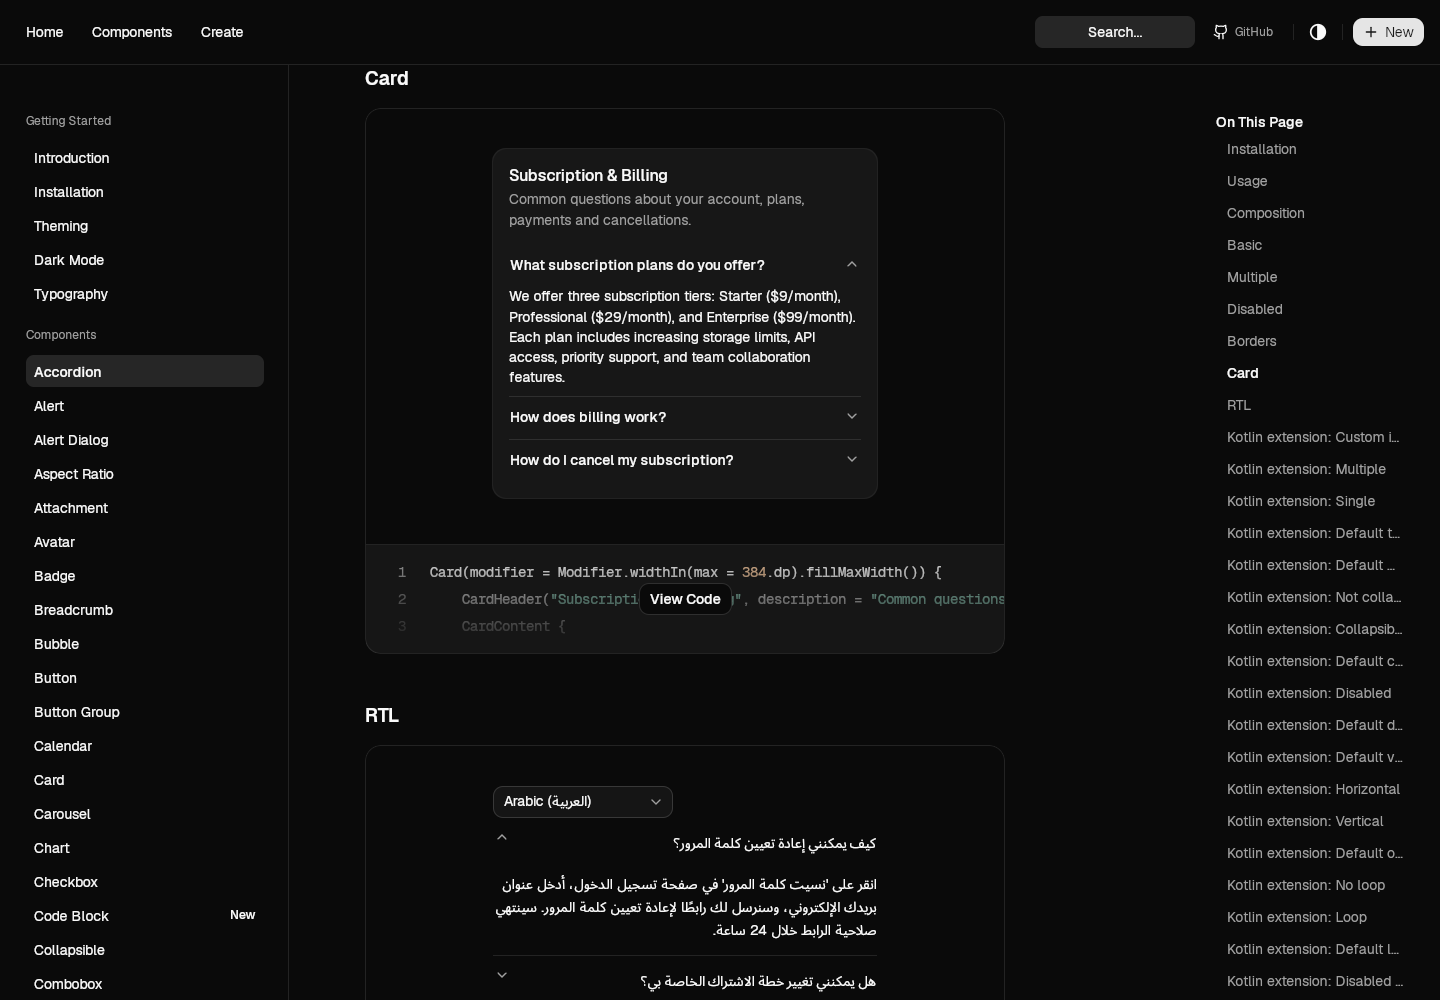 Home
Components
Create
Search...
GitHub
New
Getting Started
Introduction
Installation
Theming
Dark Mode
Typography
Components
Accordion
Alert
Alert Dialog
Aspect Ratio
Attachment
Avatar
Badge
Breadcrumb
Bubble
Button
Button Group
Calendar
Card
Carousel
Chart
Checkbox
Code Block
New
Collapsible
Combobox
Card
Subscription & Billing
Common questions about your account, plans,
payments and cancellations.
What subscription plans do you offer?
We offer three subscription tiers: Starter ($9/month),
Professional ($29/month), and Enterprise ($99/month).
Each plan includes increasing storage limits, API
access, priority support, and team collaboration
features.
How does billing work?
How do I cancel my subscription?
1 Card(modifier = Modifier.widthIn(max = 384.dp).fillMaxWidth()) {
2 CardHeader("Subscripti g", description = "Common questions
View Code
3 CardContent {
RTL
Arabic (العربية)
كيف يمكنني إعادة تعيين كلمة المرور؟
انقر على 'نسيت كلمة المرور' في صفحة تسجيل الدخول، أدخل عنوان
بريدك الإلكتروني، وسنرسل لك رابطًا لإعادة تعيين كلمة المرور. سينتهي
صلاحية الرابط خلال 24 ساعة.
هل يمكنني تغيير خطة الاشتراك الخاصة بي؟
On This Page
Installation
Usage
Composition
Basic
Multiple
Disabled
Borders
Card
RTL
Kotlin extension: Custom i...
Kotlin extension: Multiple
Kotlin extension: Single
Kotlin extension: Default t...
Kotlin extension: Default ...
Kotlin extension: Not colla...
Kotlin extension: Collapsib...
Kotlin extension: Default c...
Kotlin extension: Disabled
Kotlin extension: Default d...
Kotlin extension: Default v...
Kotlin extension: Horizontal
Kotlin extension: Vertical
Kotlin extension: Default o...
Kotlin extension: No loop
Kotlin extension: Loop
Kotlin extension: Default l...
Kotlin extension: Disabled ...